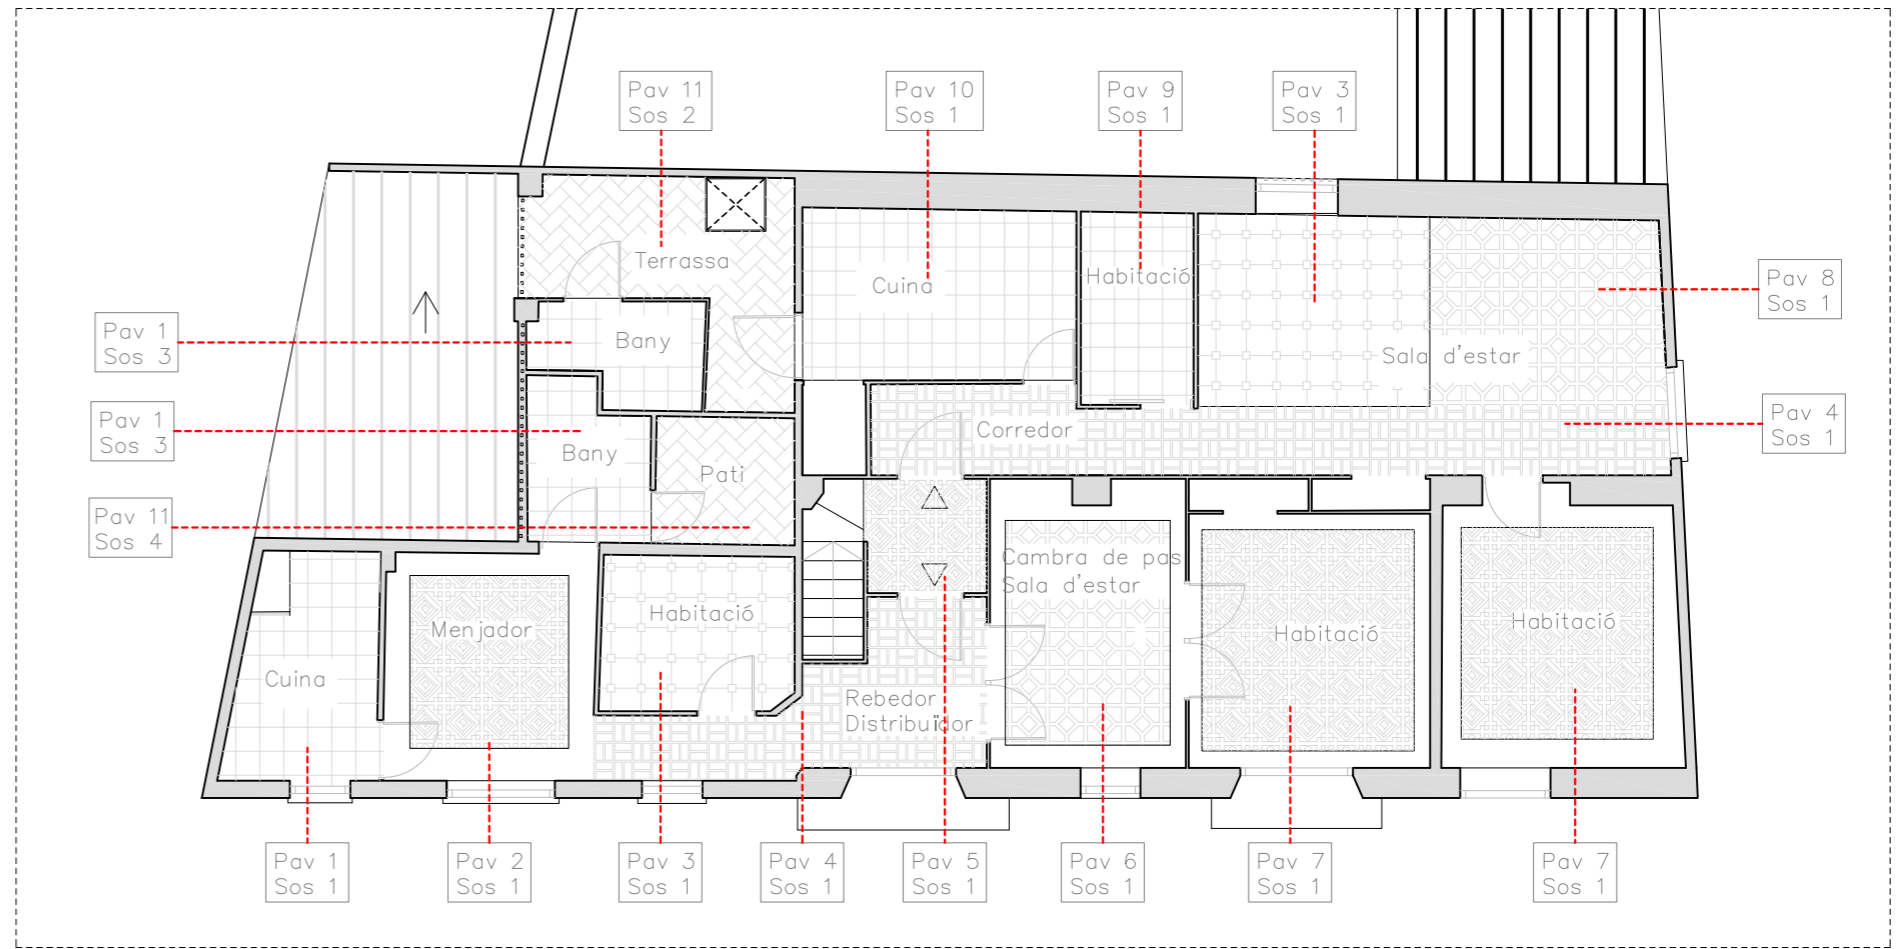 Pav 11
Sos 2
Pav 10
Sos 1
Pav 9
Sos 1
Pav 3
Sos 1
Terrassa
Cuina
Habitació
Pav 8
Sos 1
Pav 1
Sos 3
Bany
Sala d'estar
Pav 1
Sos 3
Bany
Pati
Corredor
Pav 4
Sos 1
Pav 11
Sos 4
Cambra de pas
Sala d'estar
Menjador
Habitació
Habitació
Habitació
Cuina
Rebedor
Distribuïdor
Pav 1
Sos 1
Pav 2
Sos 1
Pav 3
Sos 1
Pav 4
Sos 1
Pav 5
Sos 1
Pav 6
Sos 1
Pav 7
Sos 1
Pav 7
Sos 1